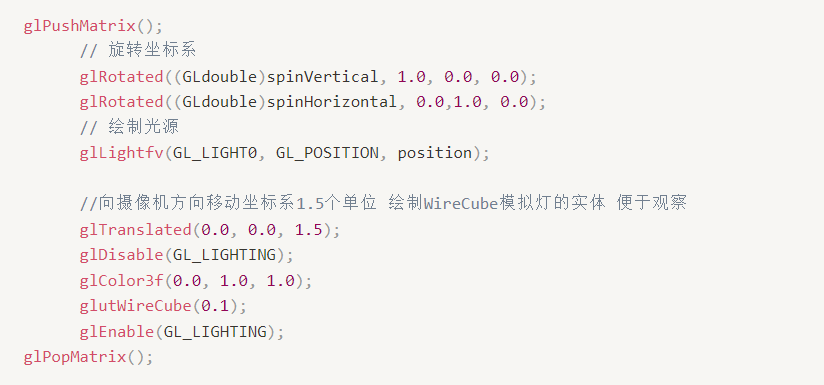 glPushMatrix();
// 旋转坐标系
glRotated((GLdouble)spinVertical, 1.0, 0.0, 0.0);
glRotated((GLdouble)spinHorizontal, 0.0,1.0, 0.0);
// 绘制光源
glLightfv(GL_LIGHT0, GL_POSITION, position);
//向摄像机方向移动坐标系1.5个单位 绘制WireCube模拟灯的实体 便于观察
glTranslated(0.0, 0.0, 1.5);
glDisable(GL_LIGHTING);
glColor3f(0.0, 1.0, 1.0);
glutWireCube(0.1);
glEnable(GL_LIGHTING);
glPopMatrix();